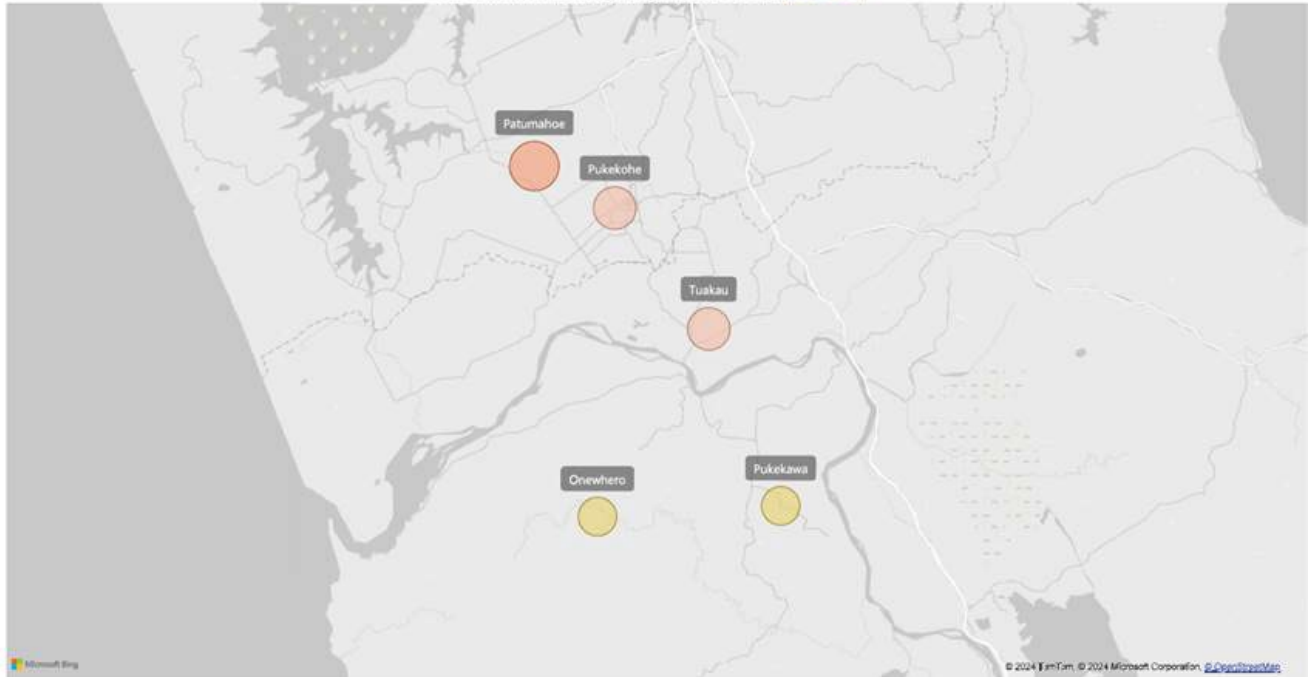 Patumahoe
Pukekohe
Tuakau
Pukekawa
Onewhero
Microsoft Bing
© 2024 TomTom, © 2024 Microsoft Corporation, © OpenStreetMap